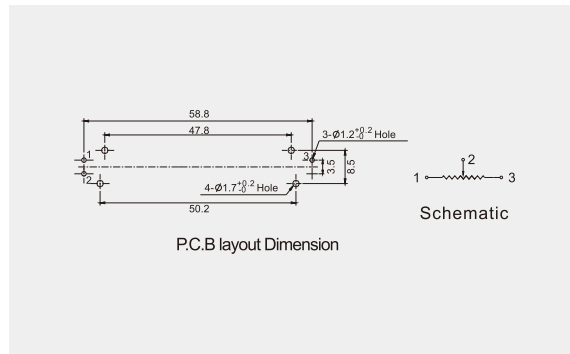 58.8
47.8
3-Ø1.2+0.2 -0 Hole
1
3
2
3.5
8.5
4-Ø1.7+0.2 -0 Hole
50.2
2
1
3
Schematic
P.C.B layout Dimension